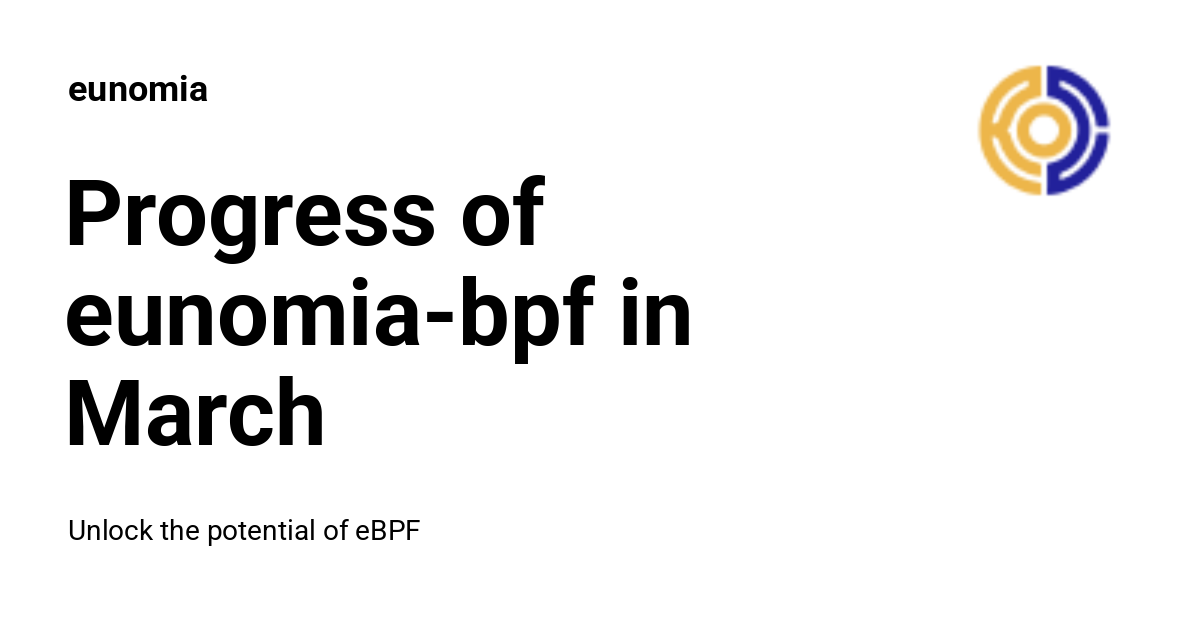 eunomia
Progress of
eunomia-bpf in
March
Unlock the potential of eBPF